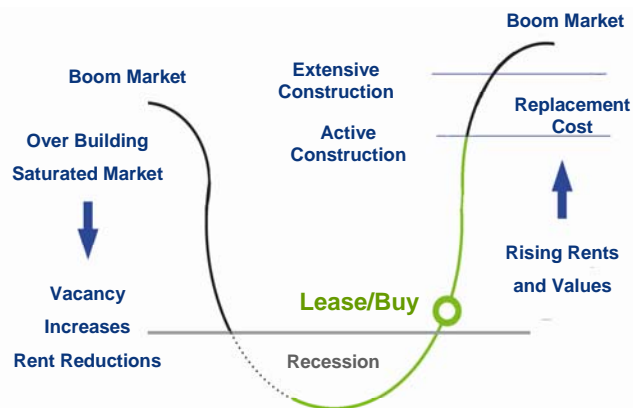 Boom Market
Boom Market
Extensive
Construction
Replacement
Cost
Over Building
Saturated Market
Active
Construction
Rising Rents
and Values
Lease/Buy
Vacancy
Increases
Rent Reductions
Recession